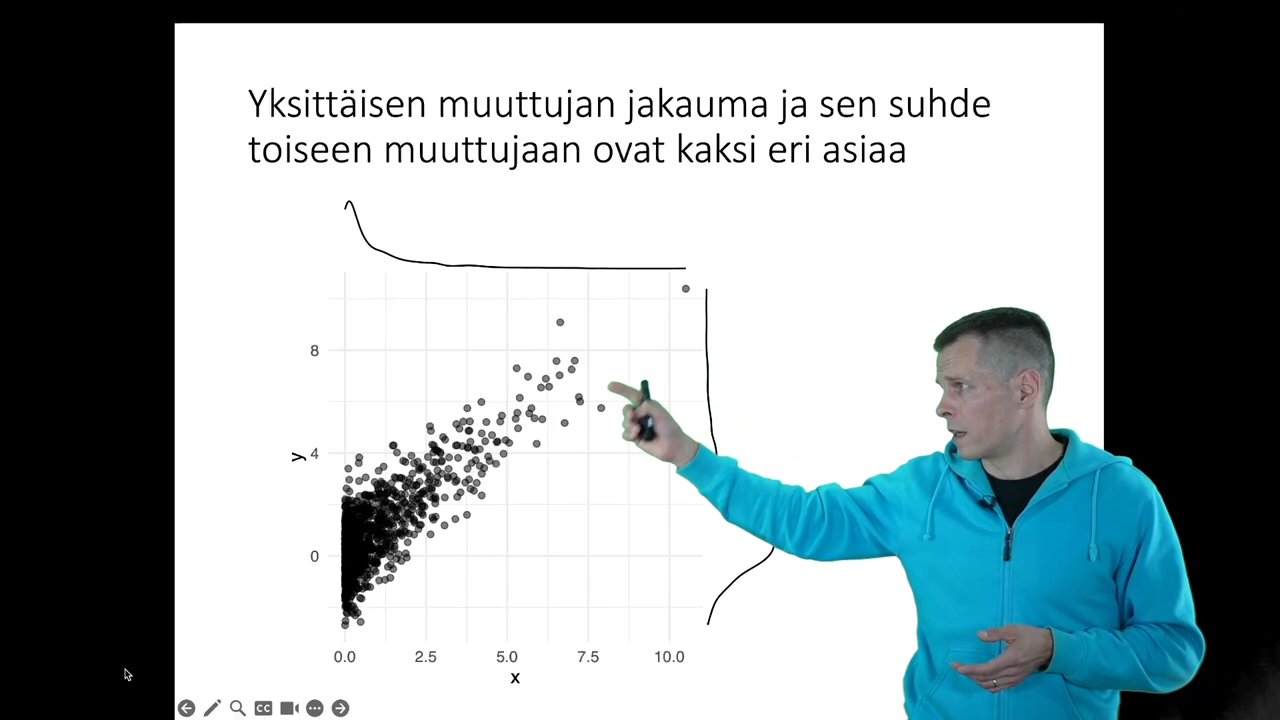 Yksittäisen muuttujan jakauma ja sen suhde
toiseen muuttujaan ovat kaksi eri asiaa
8
4
0
y
0.0 2.5 5.0 7.5 10.0
x
CC